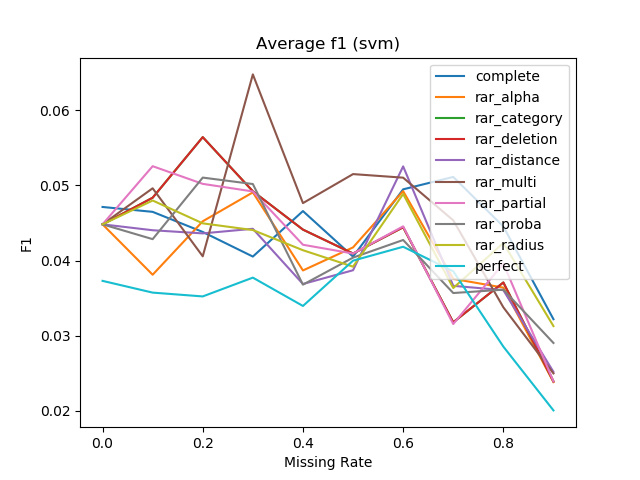 Average f1 (svm)
complete
rar_alpha
rar_category
rar_deletion
rar_distance
rar_multi
rar_partial
rar_proba
rar_radius
perfect
0.06
0.05
0.04
0.03
0.02
F1
0.0 0.2 0.4 0.6 0.8
Missing Rate